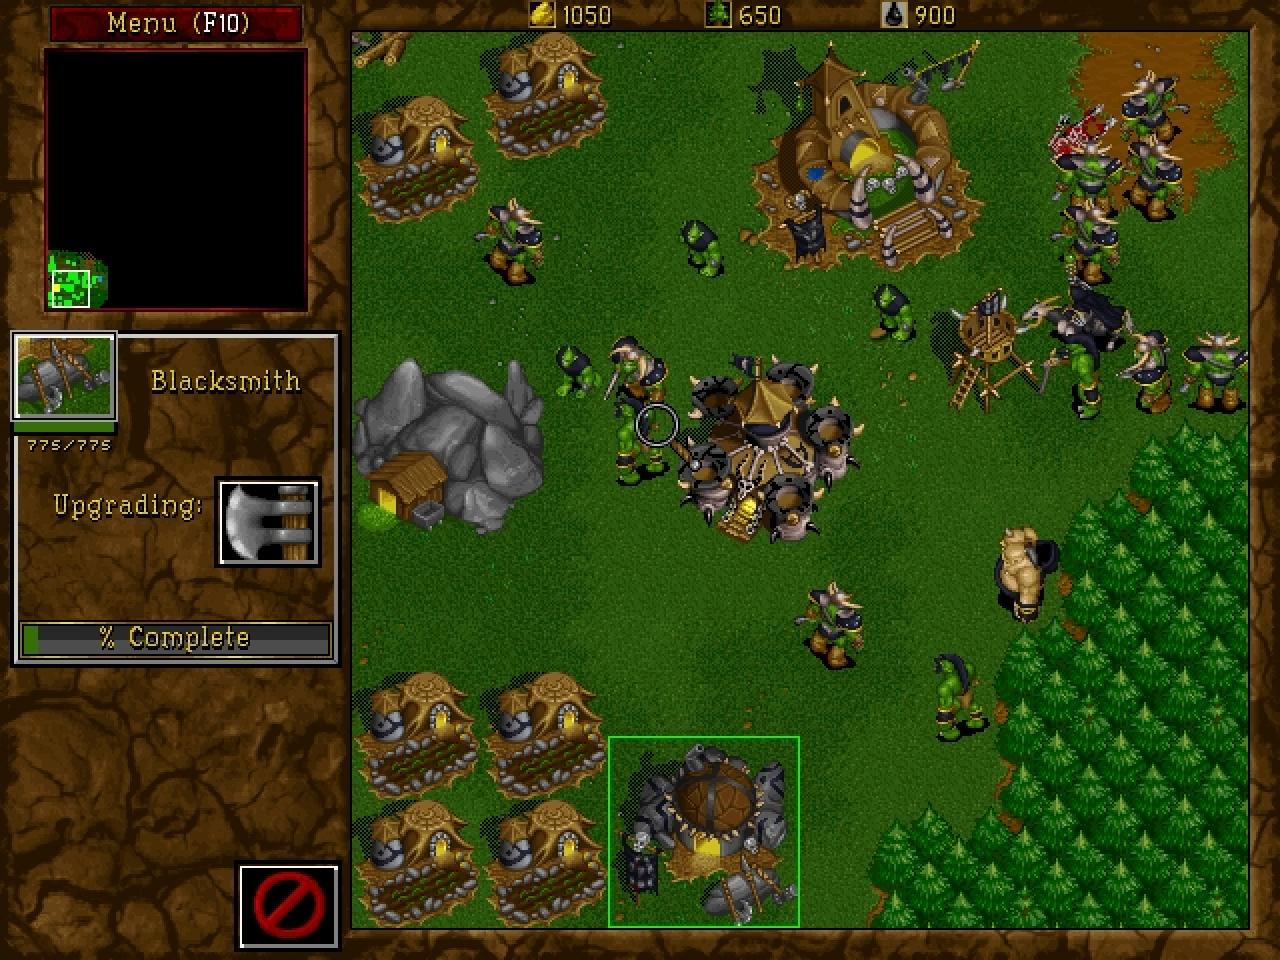 Menu (F10)
1050
650
900
Blacksmith
775/775
Upgrading:
% Complete